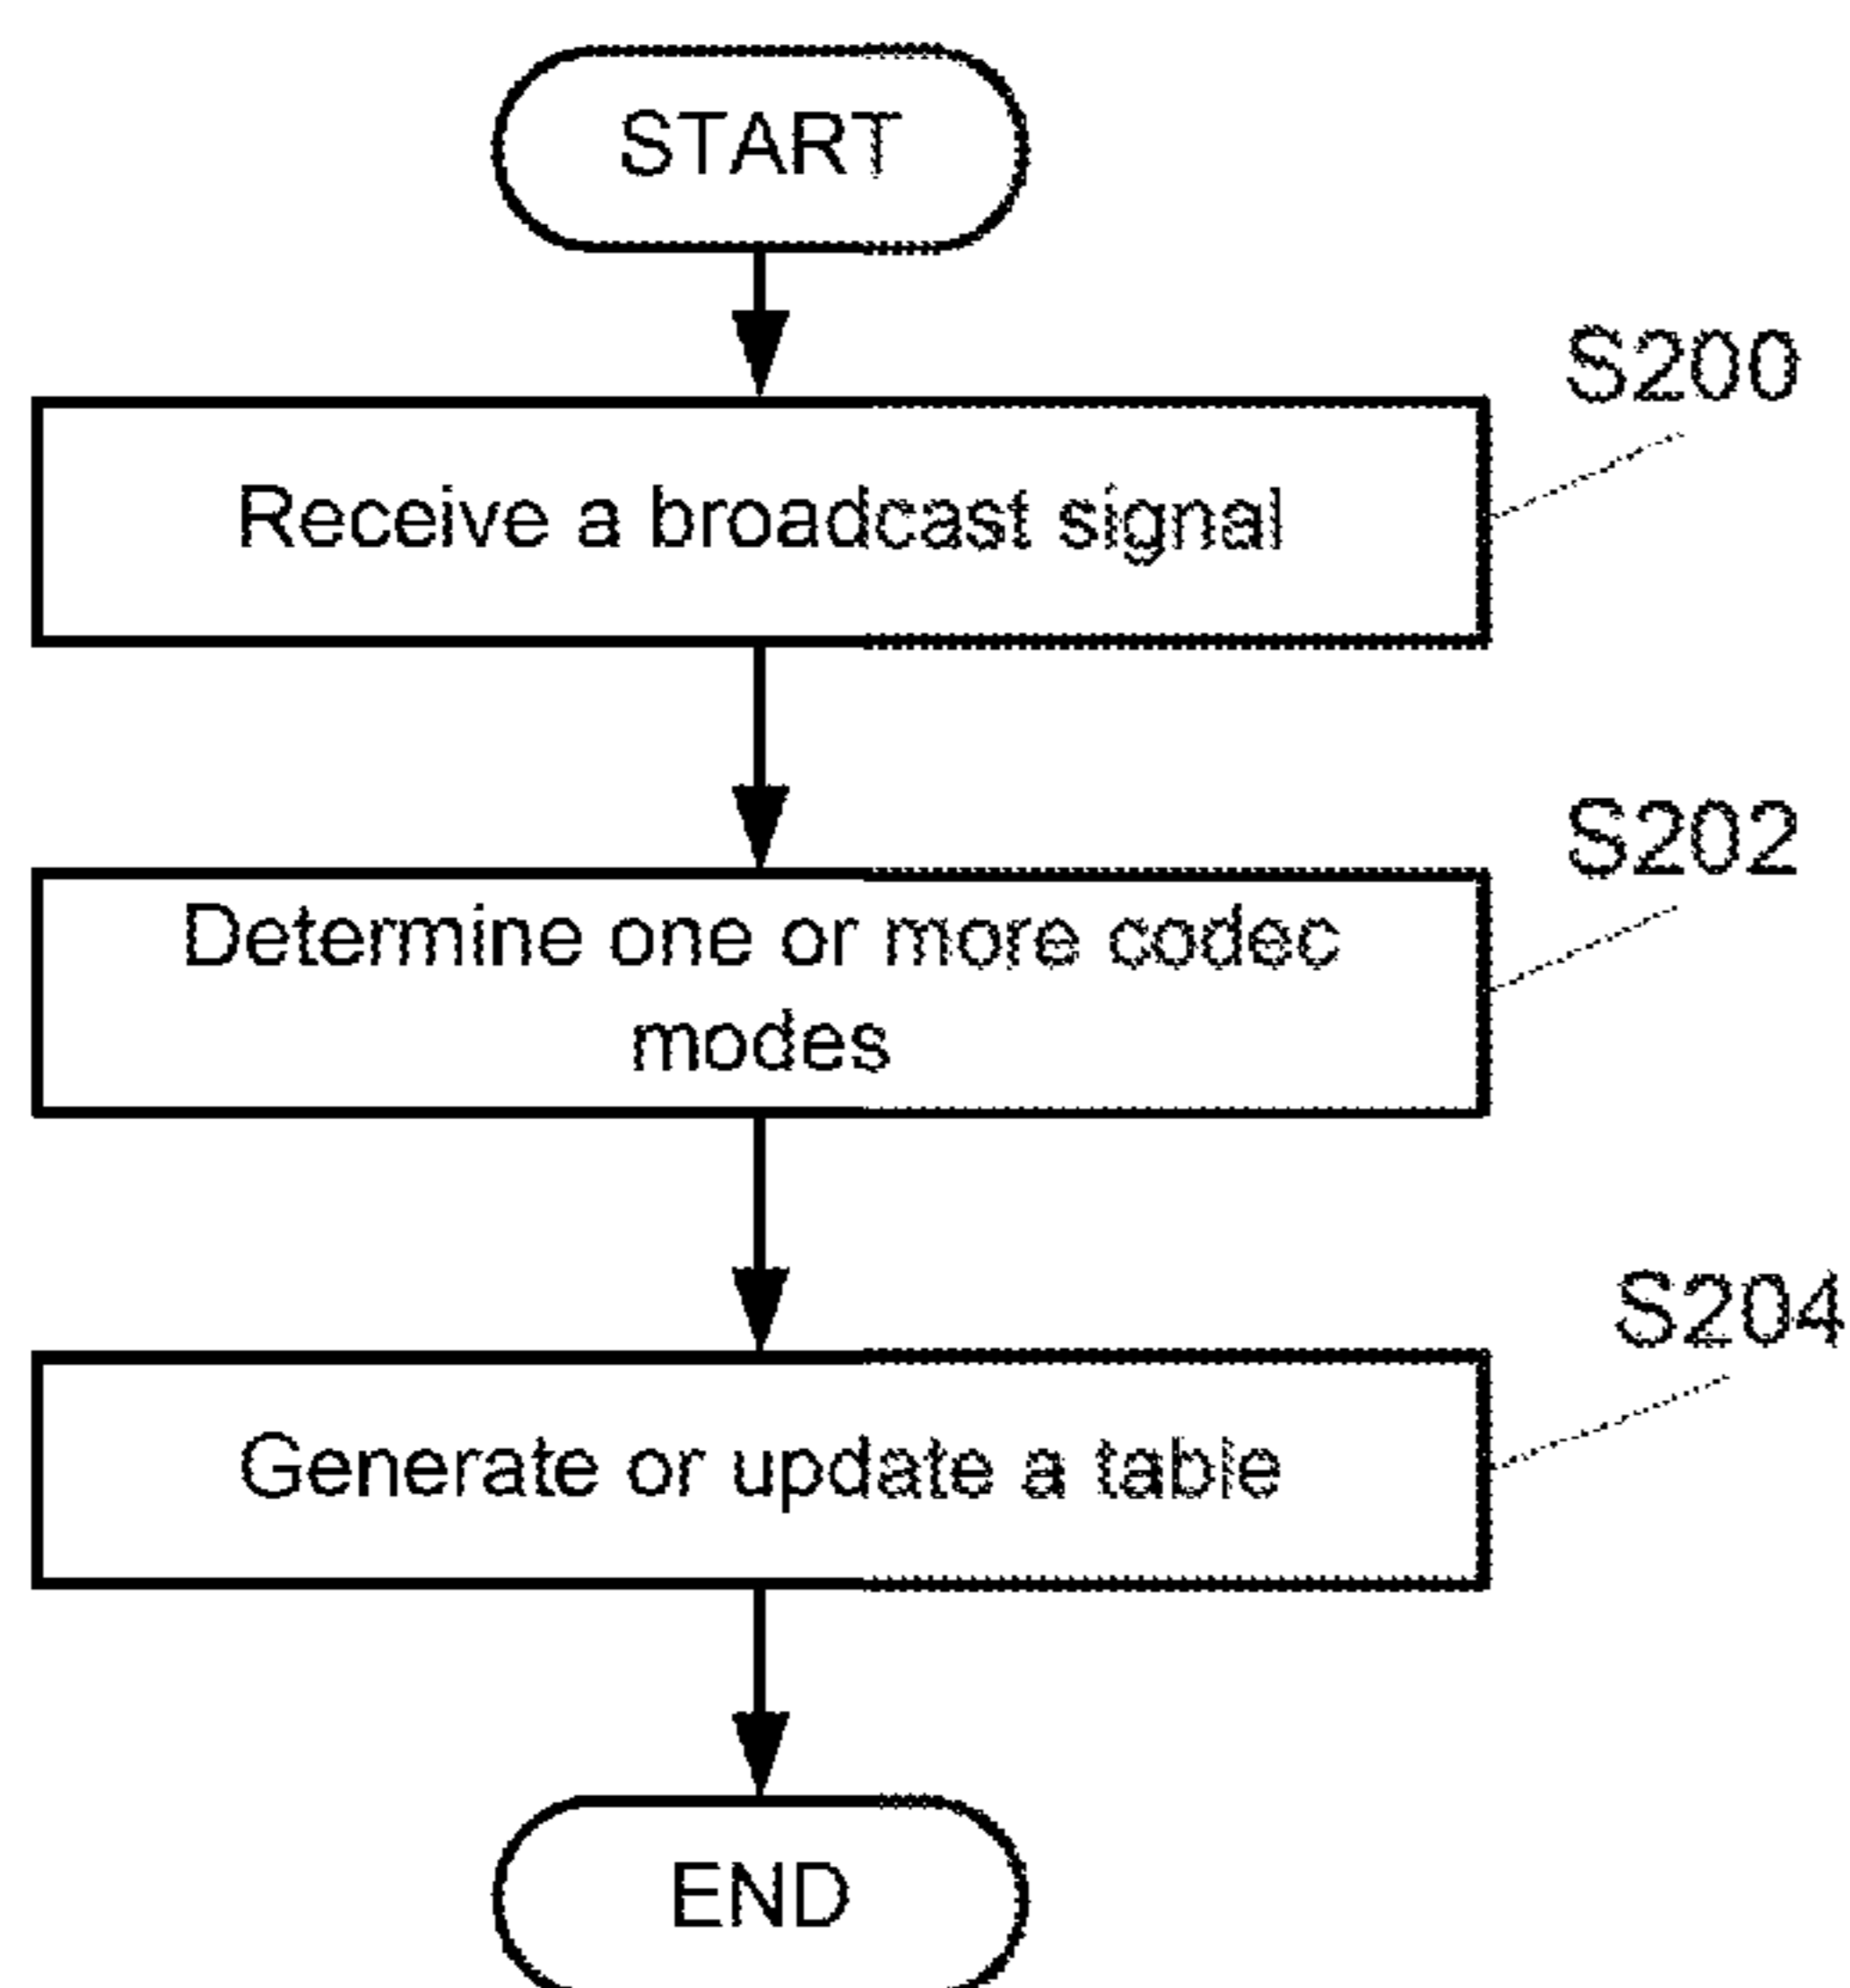 START
S200
Receive a broadcast signal
S202
Determine one or more codec
modes
S204
Generate or update a table
END